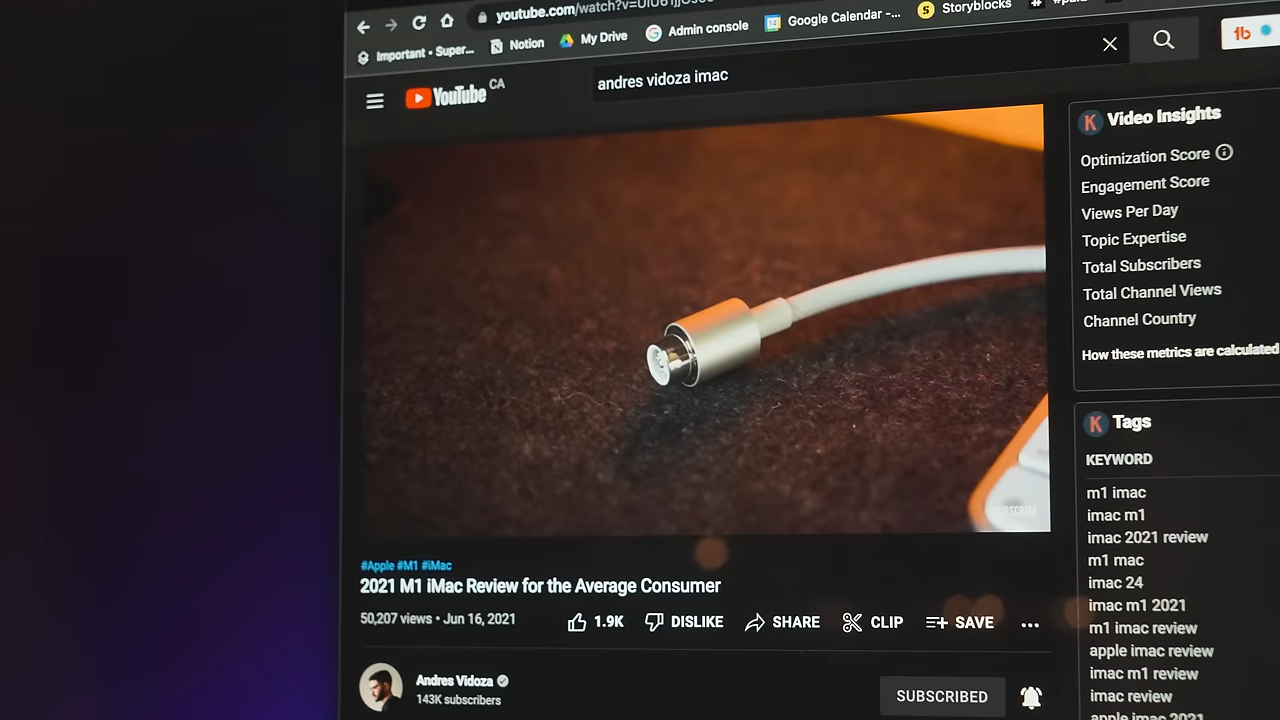 youtube.com/watch?v=
Important • Super...
Notion
My Drive
Admin console
Google Calendar -...
Storyblocks
YouTube CA
andres vidoza imac
Video Insights
Optimization Score
Engagement Score
Views Per Day
Topic Expertise
Total Subscribers
Total Channel Views
Channel Country
How these metrics are calculated
Tags
KEYWORD
m1 imac
imac m1
imac 2021 review
m1 mac
imac 24
imac m1 2021
m1 imac review
apple imac review
imac m1 review
imac review
apple imac 2021
SUBSCRIBE
#Apple #M1 #iMac
2021 M1 iMac Review for the Average Consumer
50,207 views • Jun 16, 2021
1.9K
DISLIKE
SHARE
CLIP
SAVE
Andres Vidoza
143K subscribers
SUBSCRIBED